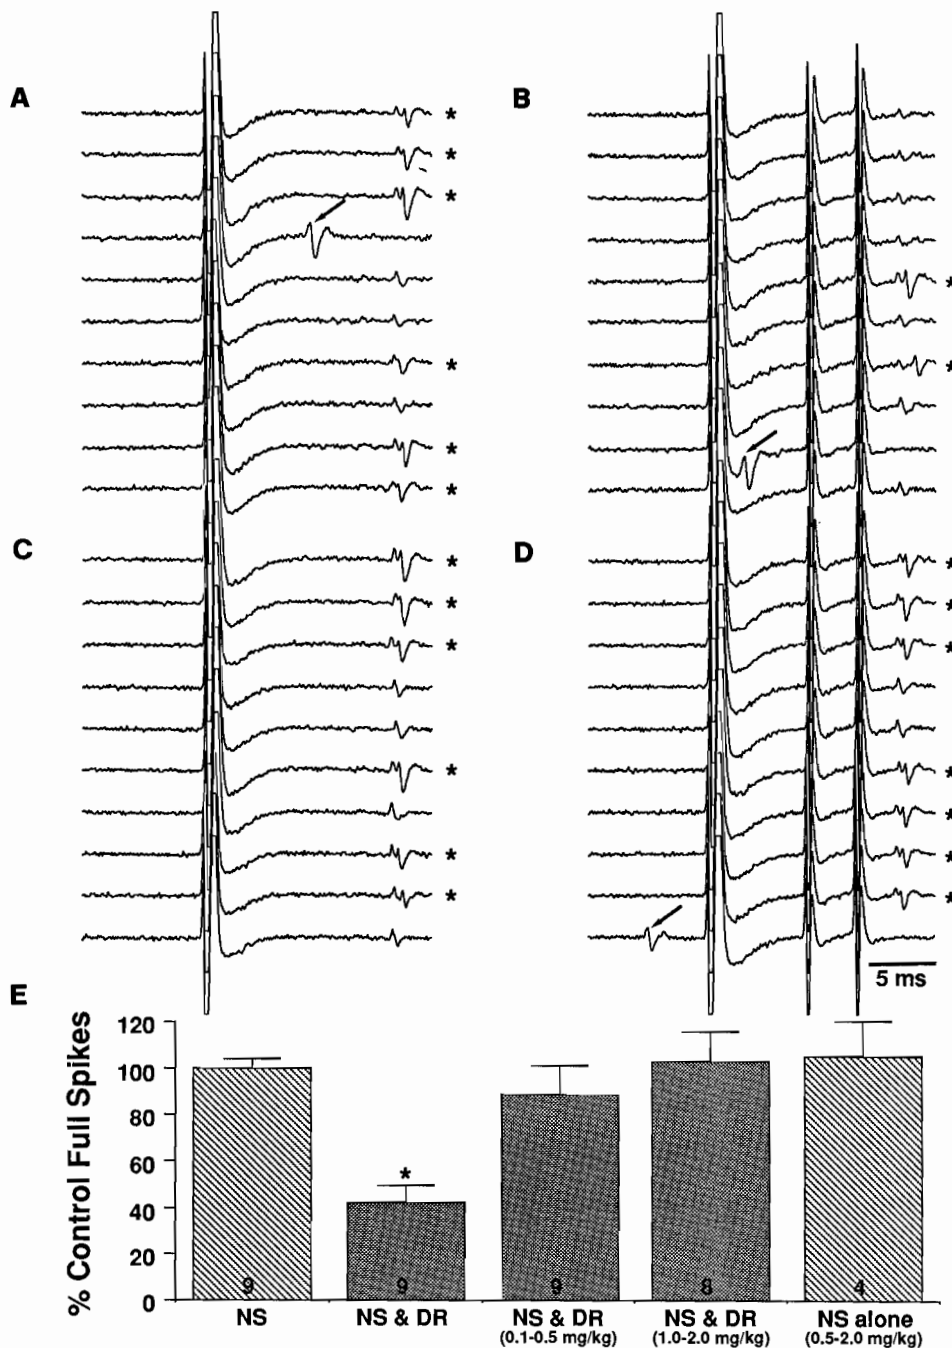 A
B
*
*
*
*
*
*
*
*
C
D
*
*
*
*
*
*
*
*
*
*
*
*
*
5 ms
E
% Control Full Spikes
120
100
80
60
40
20
0
*
9
9
9
8
4
NS
NS & DR
NS & DR
(0.1-0.5 mg/kg)
NS & DR
(1.0-2.0 mg/kg)
NS alone
(0.5-2.0 mg/kg)